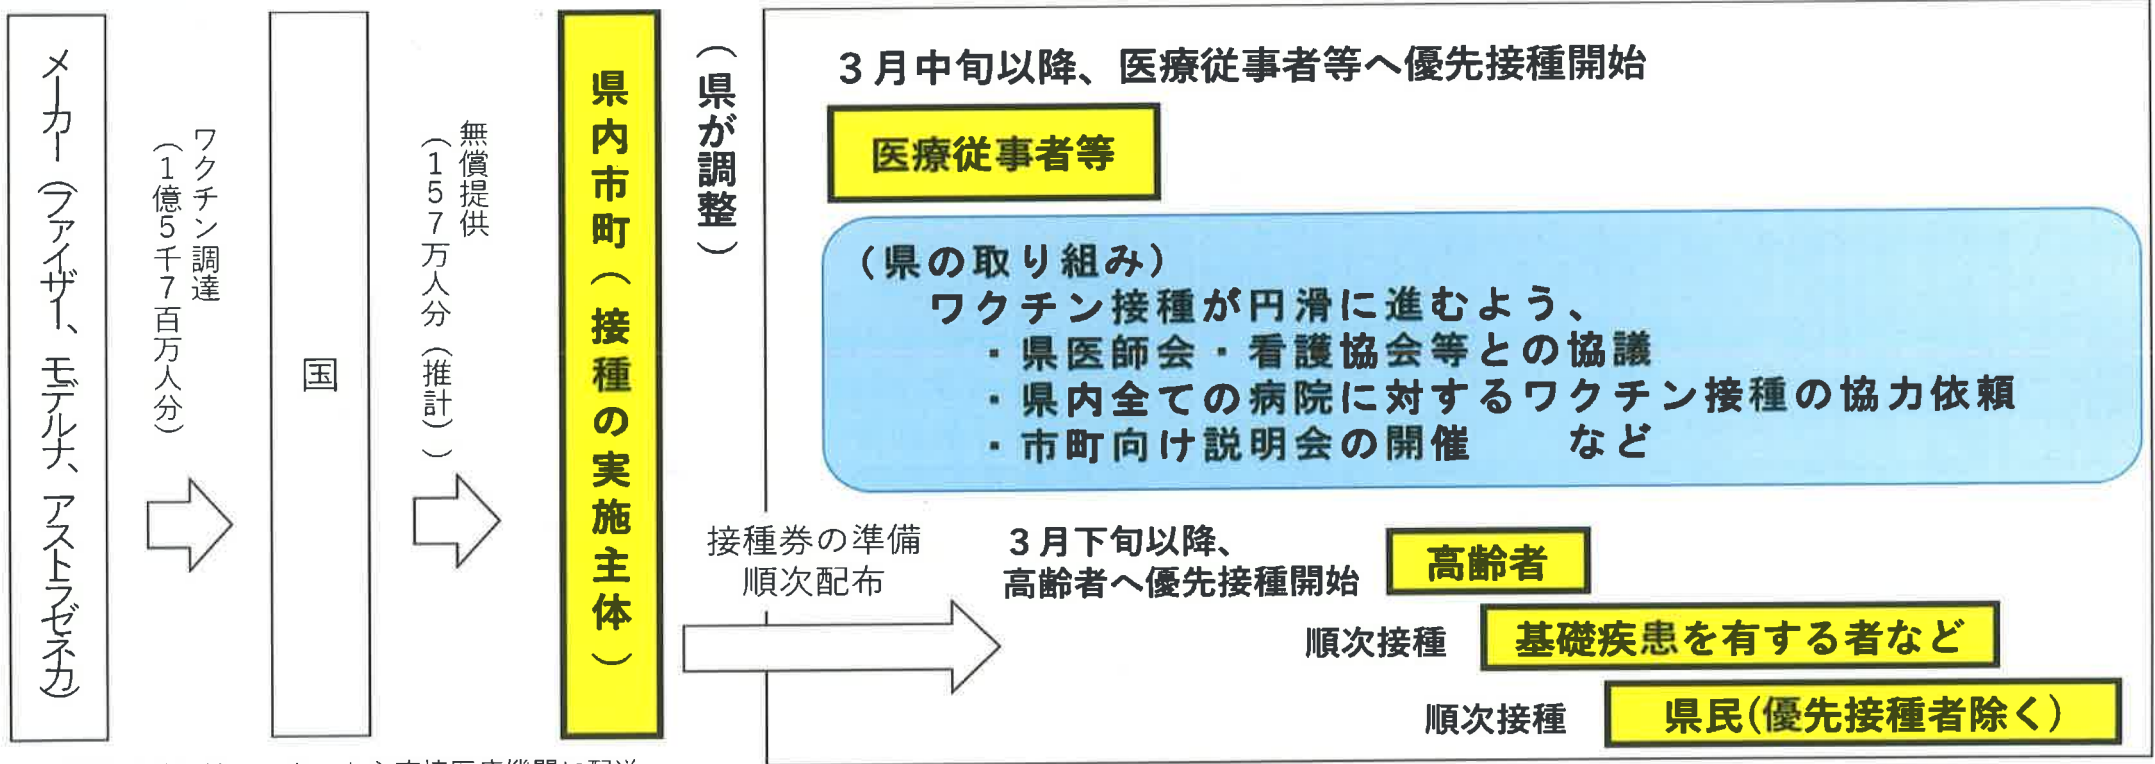 メーカー（ファイザー、モデルナ、アストラゼネカ）
ワクチン調達
（１億５千７百万人分）
国
無償提供
（１５７万人分（推計））
県内市町（接種の実施主体）
（県が調整）
３月中旬以降、医療従事者等へ優先接種開始
医療従事者等
（県の取り組み）
ワクチン接種が円滑に進むよう、
・県医師会・看護協会等との協議
・県内全ての病院に対するワクチン接種の協力依頼
・市町向け説明会の開催　　など
接種券の準備
順次配布
３月下旬以降、
高齢者へ優先接種開始
高齢者
順次接種
基礎疾患を有する者など
順次接種
県民(優先接種者除く)